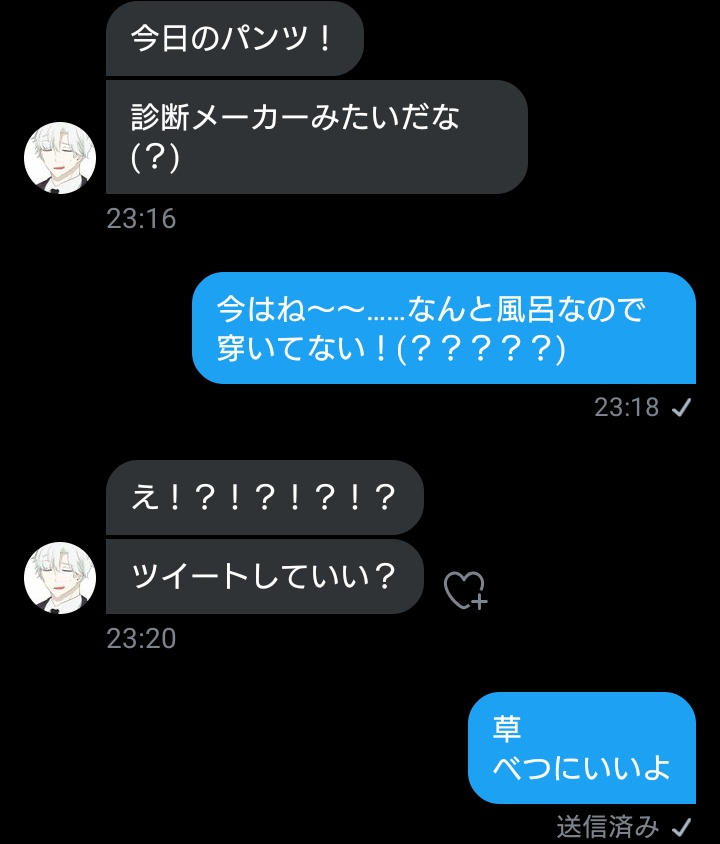 今日のパンツ！
診断メーカーみたいだな
(？)
23:16
今はね〜〜……なんと風呂なので
穿いてない！(？？？？？)
23:18
え！？！？！？！？
ツイートしていい？
23:20
草
べつにいいよ
送信済み